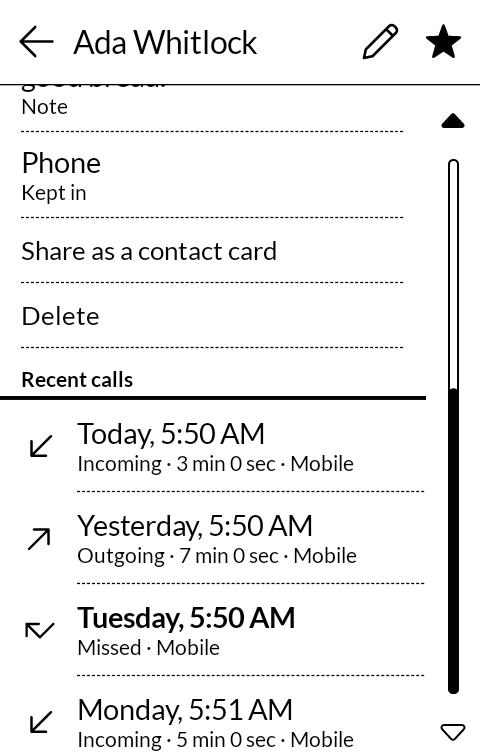 Ada Whitlock
good bread.
Note
Phone
Kept in
Share as a contact card
Delete
Recent calls
Today, 5:50 AM
Incoming · 3 min 0 sec · Mobile
Yesterday, 5:50 AM
Outgoing · 7 min 0 sec · Mobile
Tuesday, 5:50 AM
Missed · Mobile
Monday, 5:51 AM
Incoming · 5 min 0 sec · Mobile